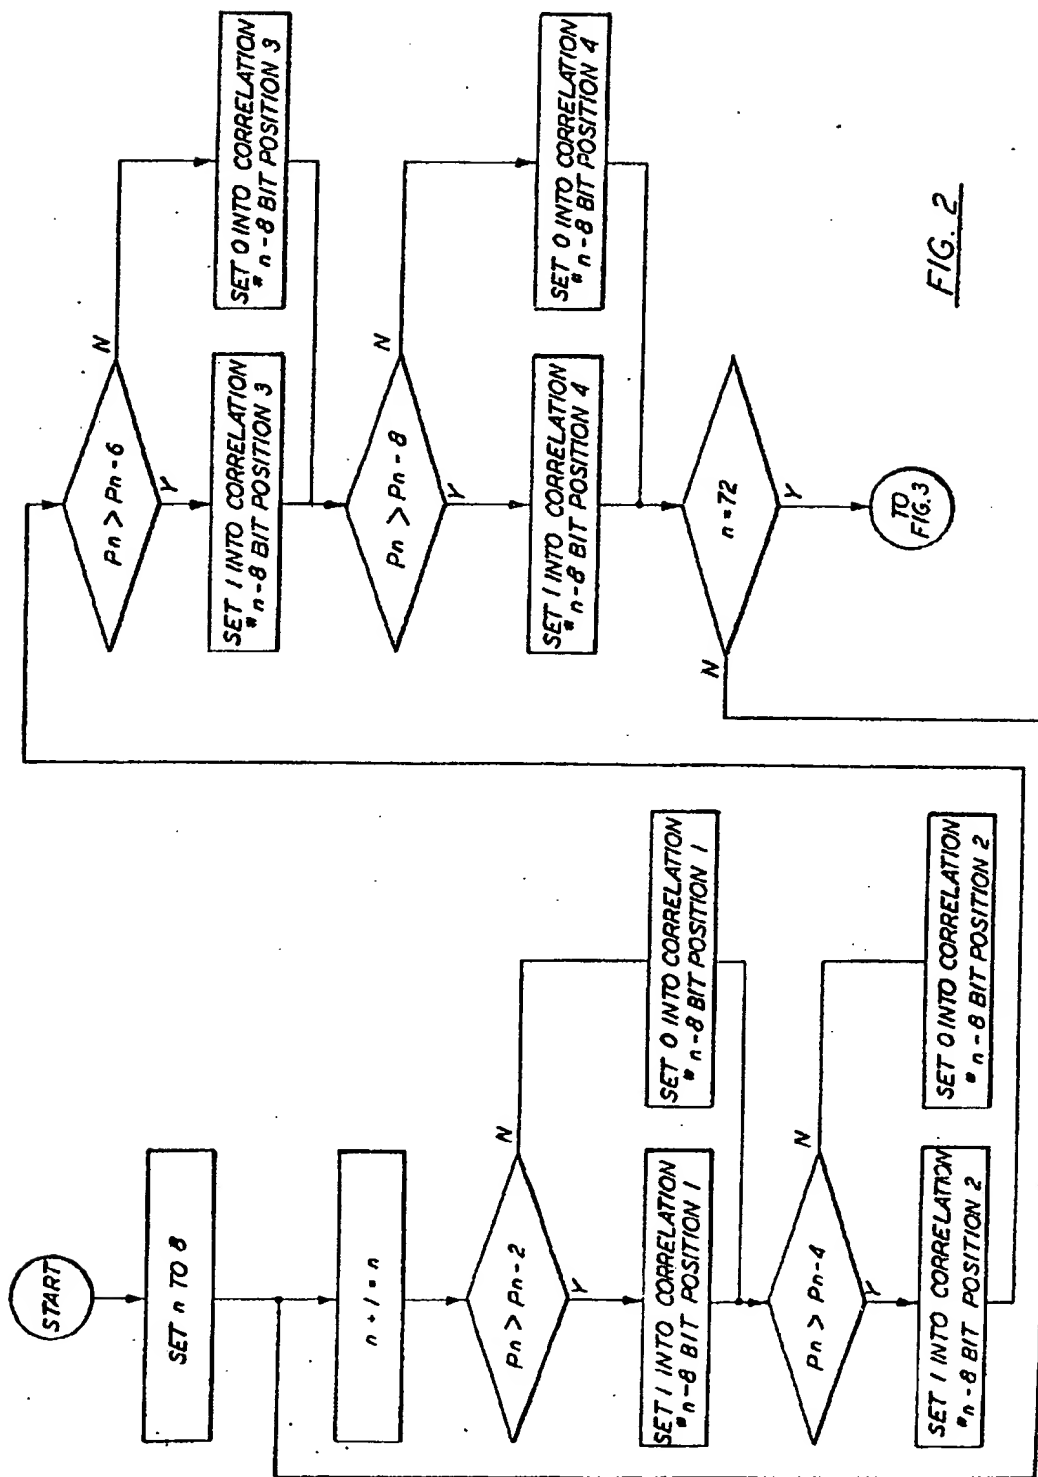 START
SET n TO 8
n + 1 = n
Pn > Pn-2
N
Y
SET 1 INTO CORRELATION
# n-8 BIT POSITION 1
SET 0 INTO CORRELATION
# n-8 BIT POSITION 1
Pn > Pn-4
N
Y
SET 1 INTO CORRELATION
# n-8 BIT POSITION 2
SET 0 INTO CORRELATION
# n-8 BIT POSITION 2
Pn > Pn-6
N
Y
SET 1 INTO CORRELATION
# n-8 BIT POSITION 3
SET 0 INTO CORRELATION
# n-8 BIT POSITION 3
Pn > Pn-8
N
Y
SET 1 INTO CORRELATION
# n-8 BIT POSITION 4
SET 0 INTO CORRELATION
# n-8 BIT POSITION 4
n = 72
N
Y
TO
FIG.3
FIG. 2